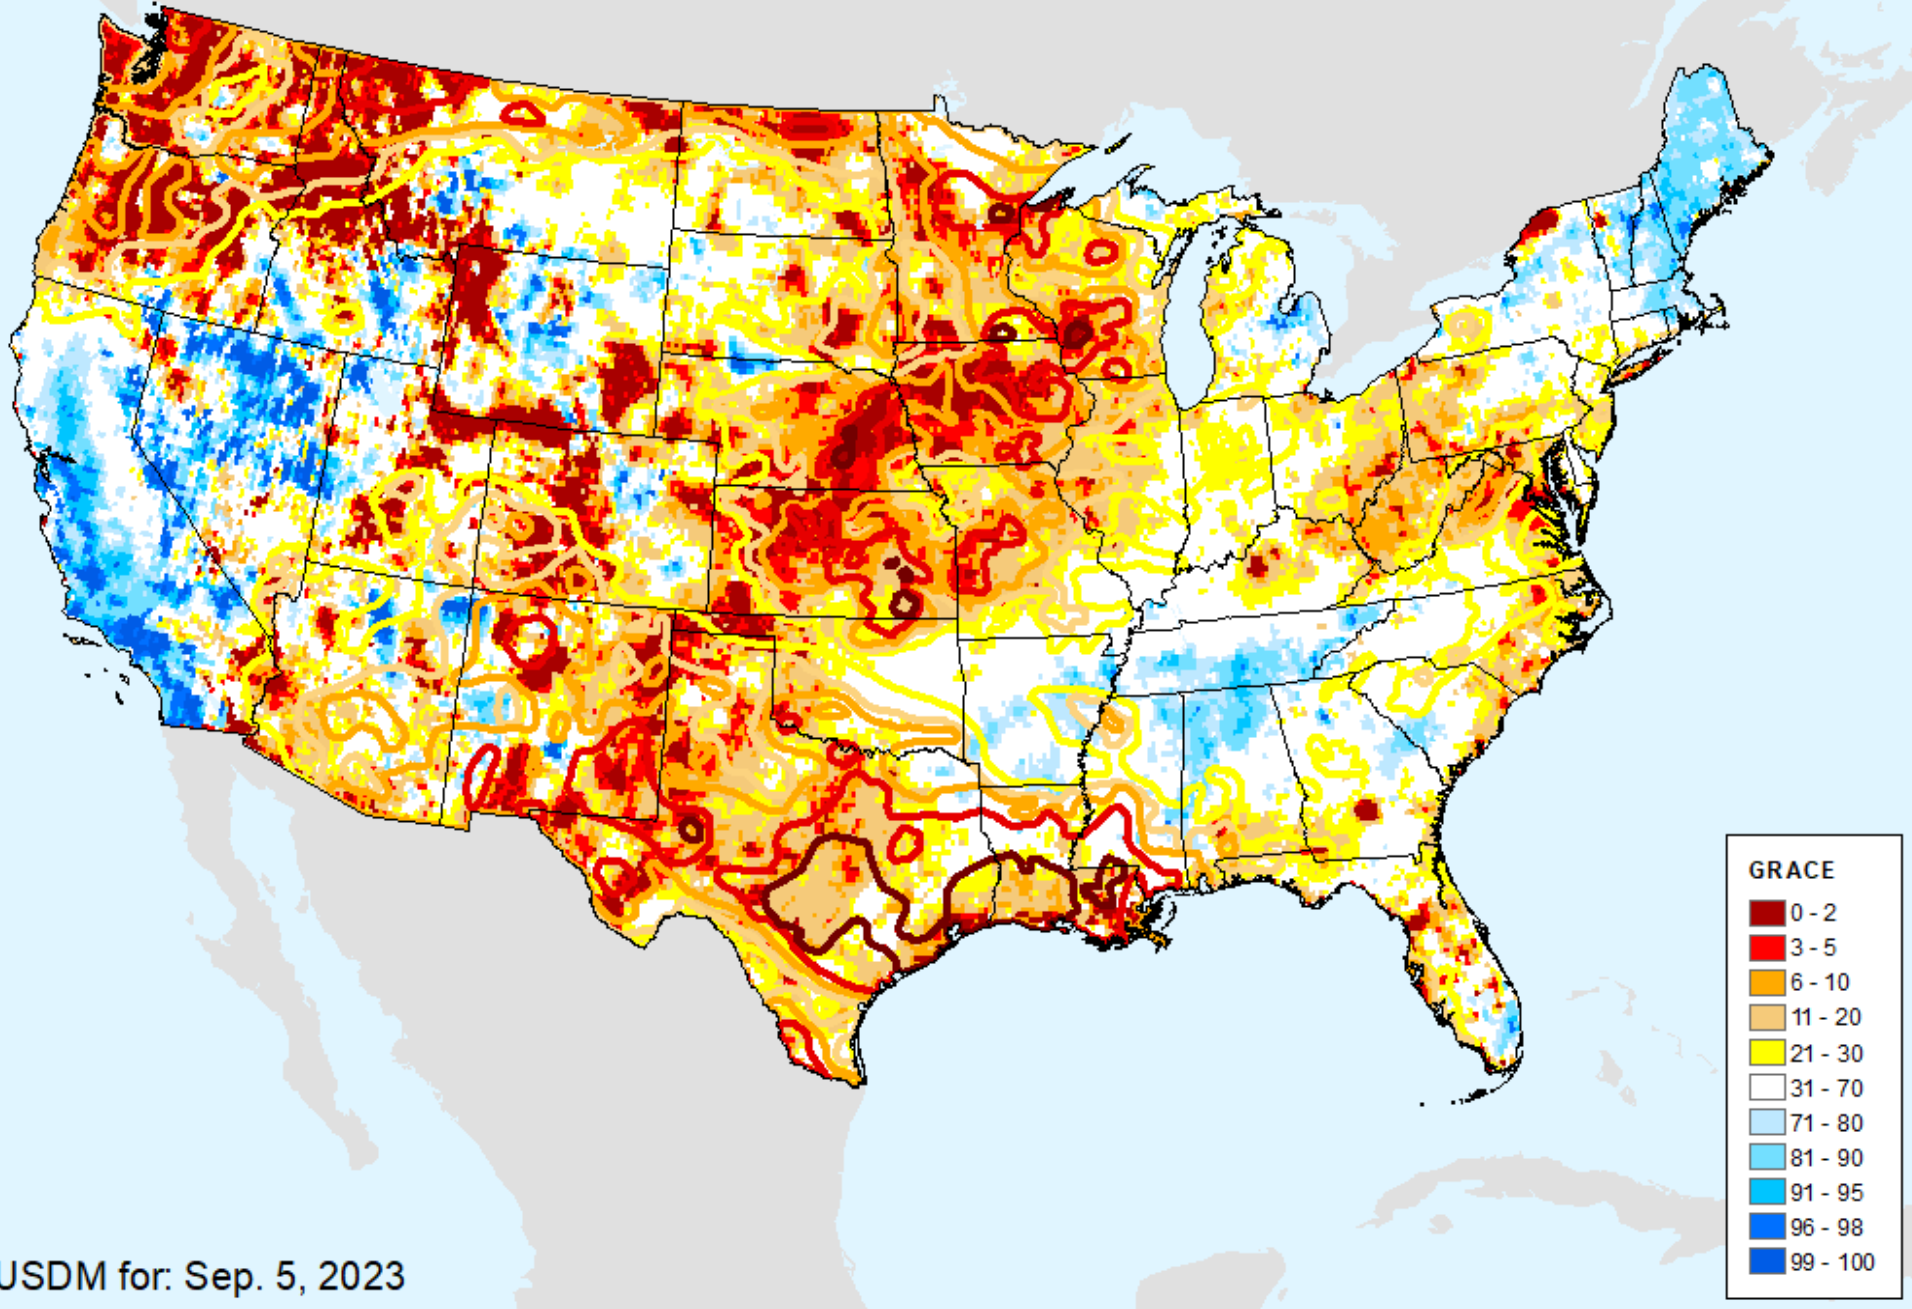 GRACE
0 - 2
3 - 5
6 - 10
11 - 20
21 - 30
31 - 70
71 - 80
81 - 90
91 - 95
96 - 98
99 - 100
USDM for: Sep. 5, 2023